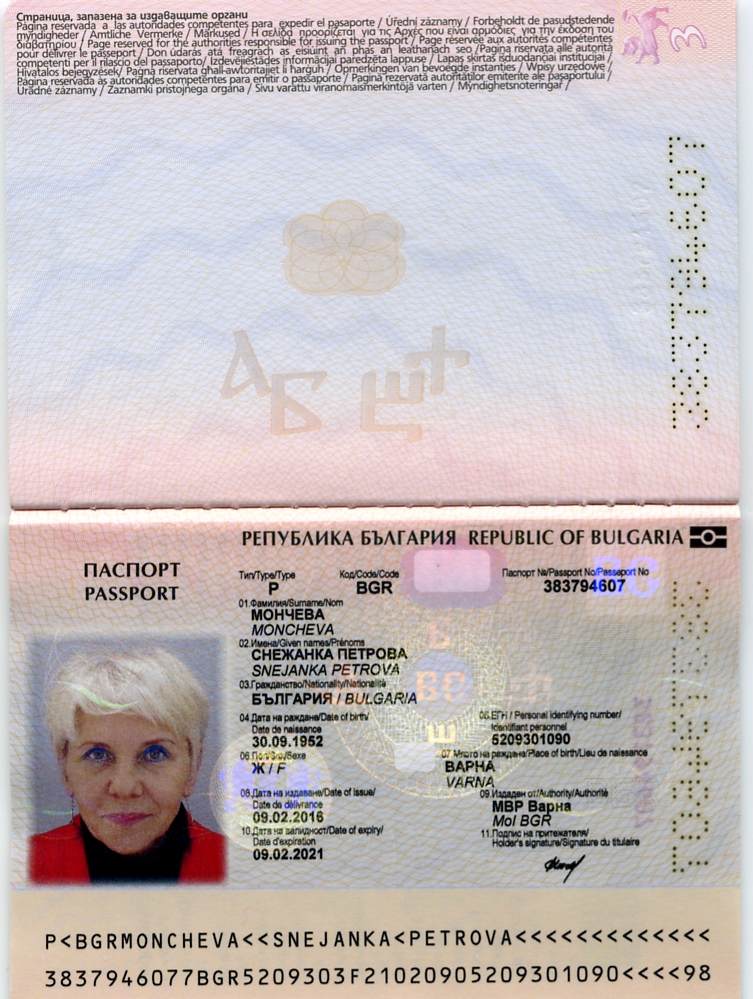 Страница, запазена за издаващите органи
Página reservada a las autoridades competentes para expedir el pasaporte / Úřední záznamy / Forbeholdt de pasudstedende
myndigheder / Amtliche Vermerke / Märkused / Η σελίδα προορίζεται για τις Αρχές που είναι αρμόδιες για την έκδοση του
διαβατηρίου / Page reserved for the authorities responsible for issuing the passport / Page réservée aux autorités compétentes
pour délivrer le passeport / Don údarás atá freagrach as eisiúint an phas an leathanach seo / Pagina riservata alle autorità
competenti per il rilascio del passaporto / Izdevējiestādes informācijai paredzētā lappuse / Lapas skirtas išduodančiai institucijai /
Hivatalos bejegyzések / Paġna riservata għall-awtoritajiet li ħarġuh / Opmerkingen van bevoegde instanties / Wpisy urzędowe /
Página reservada às autoridades competentes para emitir o passaporte / Pagină rezervată autorităților emitente ale pașaportului /
Úradné záznamy / Zaznamki pristojnega organa / Sivu varattu viranomaismerkintöjä varten / Myndighetsnoteringar /
383794607
А Б
РЕПУБЛИКА БЪЛГАРИЯ REPUBLIC OF BULGARIA
ПАСПОРТ
PASSPORT
Тип/Type/Type
P
Код/Code/Code
BGR
Паспорт №/Passport No/Passeport No
383794607
01.Фамилия/Surname/Nom
МОНЧЕВА
MONCHEVA
02.Имена/Given names/Prénoms
СНЕЖАНКА ПЕТРОВА
SNEJANKA PETROVA
03.Гражданство/Nationality/Nationalité
БЪЛГАРИЯ / BULGARIA
04.Дата на раждане/Date of birth/
Date de naissance
30.09.1952
05.ЕГН / Personal identifying number/
Identifiant personnel
5209301090
06.Пол/Sex/Sexe
Ж / F
07 Място на раждане/Place of birth/Lieu de naissance
ВАРНА
VARNA
08.Дата на издаване/Date of issue/
Date de délivrance
09.02.2016
09.Издаден от/Authority/Authorité
МВР Варна
MoI BGR
10.Дата на валидност/Date of expiry/
Date d'expiration
09.02.2021
11.Подпис на притежателя/
Holder's signature/Signature du titulaire
P<BGRMONCHEVA<<SNEJANKA<PETROVA<<<<<<<<<<<<<
3837946077BGR5209303F21020905209301090<<<<98